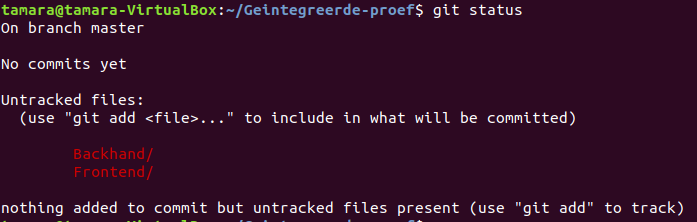 tamara@tamara-VirtualBox:~/Geintegreerde-proef$ git status
On branch master
No commits yet
Untracked files:
(use "git add <file>..." to include in what will be committed)
Backhand/
Frontend/
nothing added to commit but untracked files present (use "git add" to track)